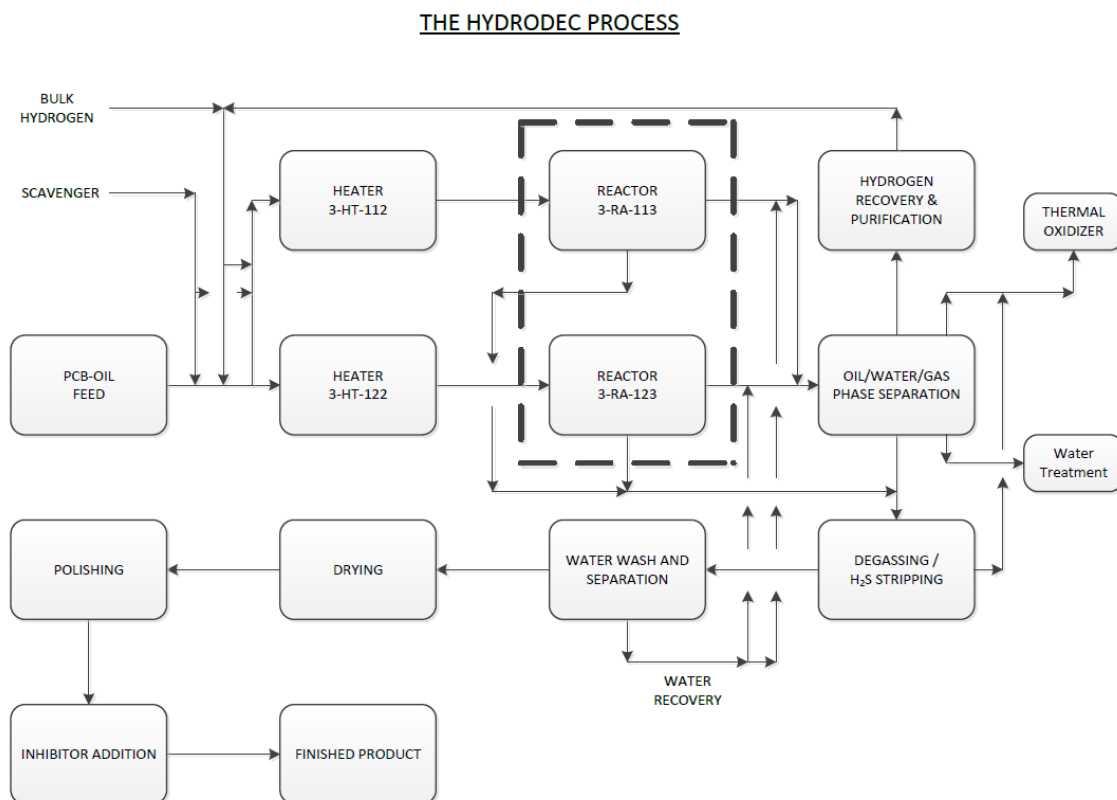 THE HYDRODEC PROCESS
BULK
HYDROGEN
SCAVENGER
HEATER
3-HT-112
REACTOR
3-RA-113
HYDROGEN
RECOVERY &
PURIFICATION
THERMAL
OXIDIZER
PCB-OIL
FEED
HEATER
3-HT-122
REACTOR
3-RA-123
OIL/WATER/GAS
PHASE SEPARATION
Water
Treatment
POLISHING
DRYING
WATER WASH AND
SEPARATION
DEGASSING /
H₂S STRIPPING
WATER
RECOVERY
INHIBITOR ADDITION
FINISHED PRODUCT